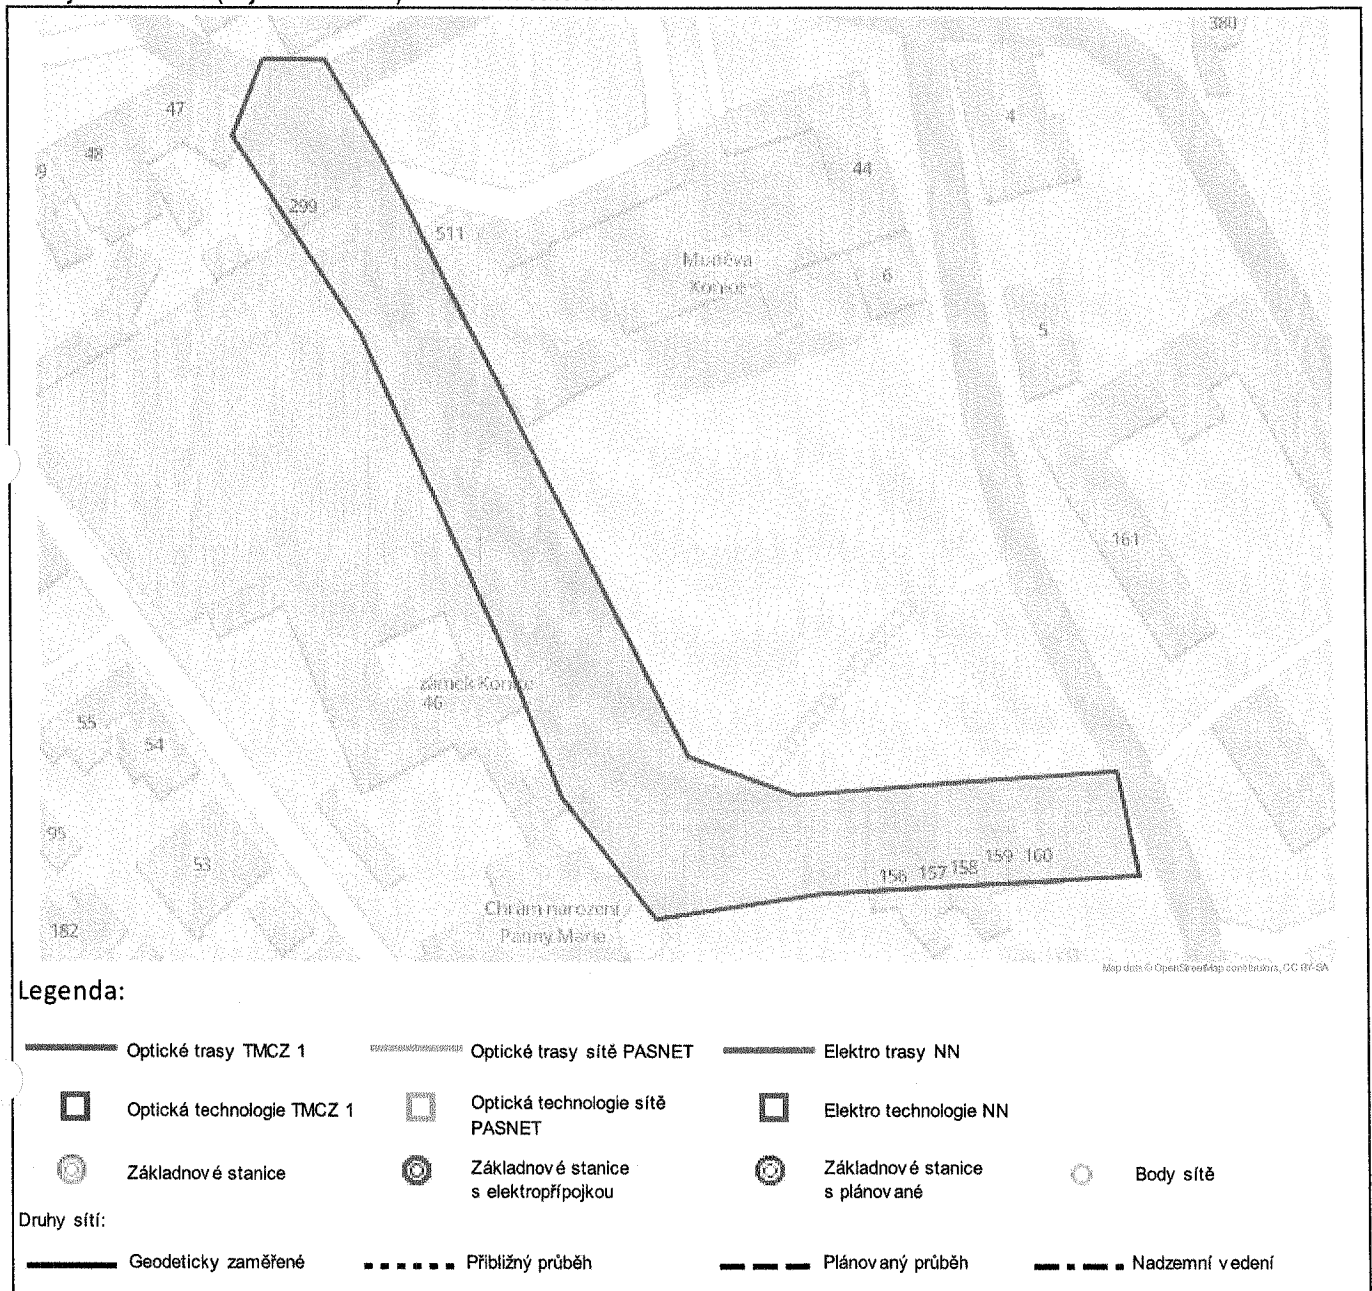 380
4
47
48
44
299
511
6
5
161
zámek
46
55
54
95
53
156 157 158 159 160
Chrám narození
Panny Marie
182
Map data © OpenStreetMap contributors, CC BY-SA
Legenda:
Optické trasy TMCZ 1
Optické trasy sítě PASNET
Elektro trasy NN
Optická technologie TMCZ 1
Optická technologie sítě
PASNET
Elektro technologie NN
Základnové stanice
Základnové stanice
s elektropřípojkou
Základnové stanice
s plánované
Body sítě
Druhy sítí:
Geodeticky zaměřené
Přibližný průběh
Plánovaný průběh
Nadzemní vedení